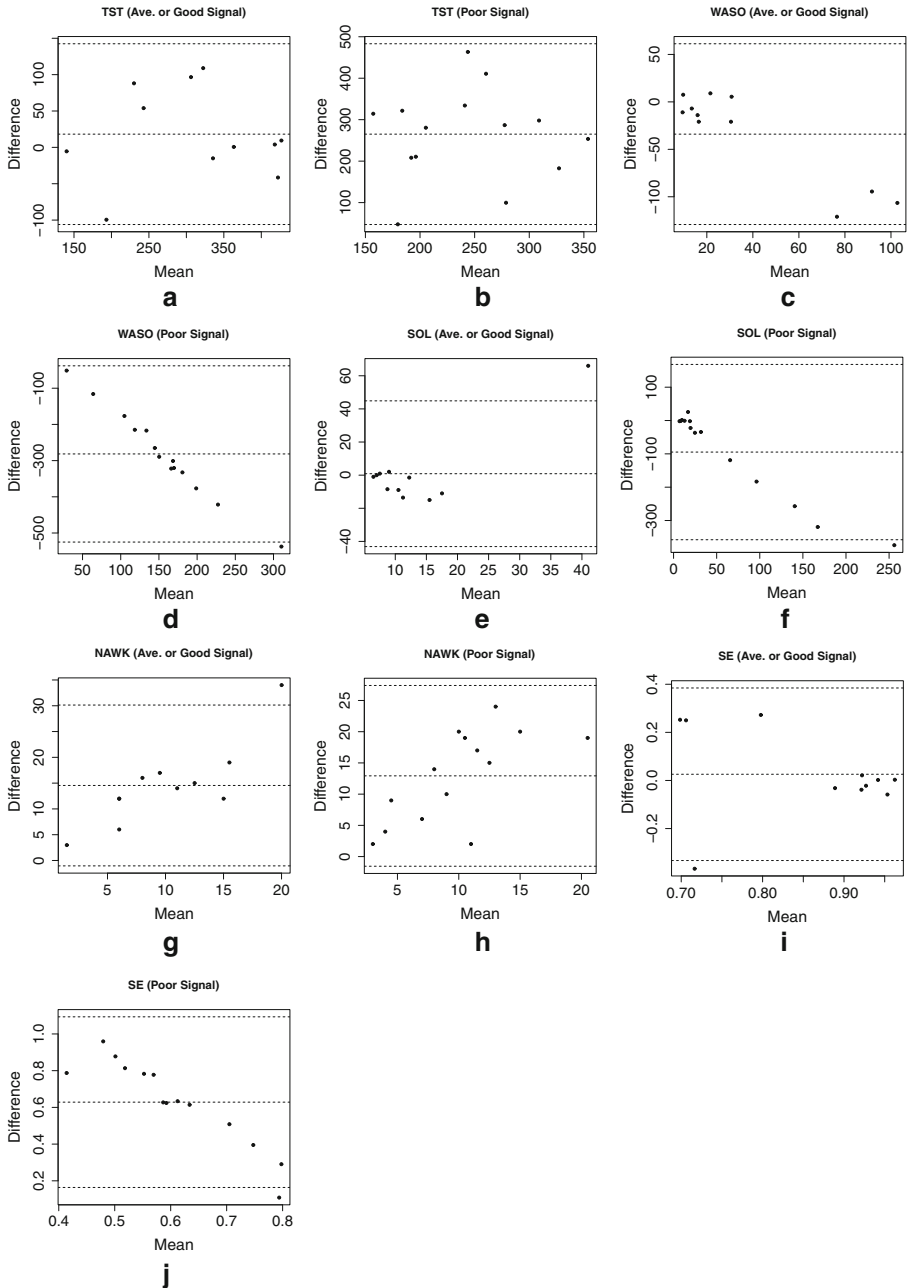 TST (Ave. or Good Signal)
Difference
100
50
0
−100
150
250
350
Mean
a
TST (Poor Signal)
Difference
500
400
300
200
100
150
200
250
300
350
Mean
b
WASO (Ave. or Good Signal)
Difference
50
0
−50
−100
20
40
60
80
100
Mean
c
WASO (Poor Signal)
Difference
−100
−300
−500
50
100
150
200
250
300
Mean
d
SOL (Ave. or Good Signal)
Difference
60
40
20
0
−40
10
15
20
25
30
35
40
Mean
e
SOL (Poor Signal)
Difference
100
−100
−300
0
50
100
150
200
250
Mean
f
NAWK (Ave. or Good Signal)
Difference
30
20
10
5
0
5
10
15
20
Mean
g
NAWK (Poor Signal)
Difference
25
20
15
10
5
0
5
10
15
20
Mean
h
SE (Ave. or Good Signal)
Difference
0.4
0.2
0.0
−0.2
0.70
0.80
0.90
Mean
i
SE (Poor Signal)
Difference
1.0
0.8
0.6
0.4
0.2
0.4
0.5
0.6
0.7
0.8
Mean
j